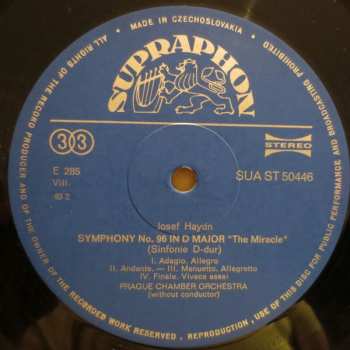 MADE IN CZECHOSLOVAKIA
ALL RIGHTS OF THE RECORD PRODUCER AND OF THE OWNER OF THE RECORDED WORK RESERVED . REPRODUCTION , USE OF THIS DISC FOR PUBLIC PERFORMANCE AND BROADCASTING PROHIBITED .
SUPRAPHON
33
STEREO
E 285
VIII.
SUA ST 50446
Iosef Haydn
SYMPHONY No. 96 IN D MAJOR "The Miracle"
(Sinfonie D-dur)
I. Adagio. Allegro
II. Andante. — III. Menuetto. Allegretto
IV. Finale. Vivace assai
PRAGUE CHAMBER ORCHESTRA
(without conductor)